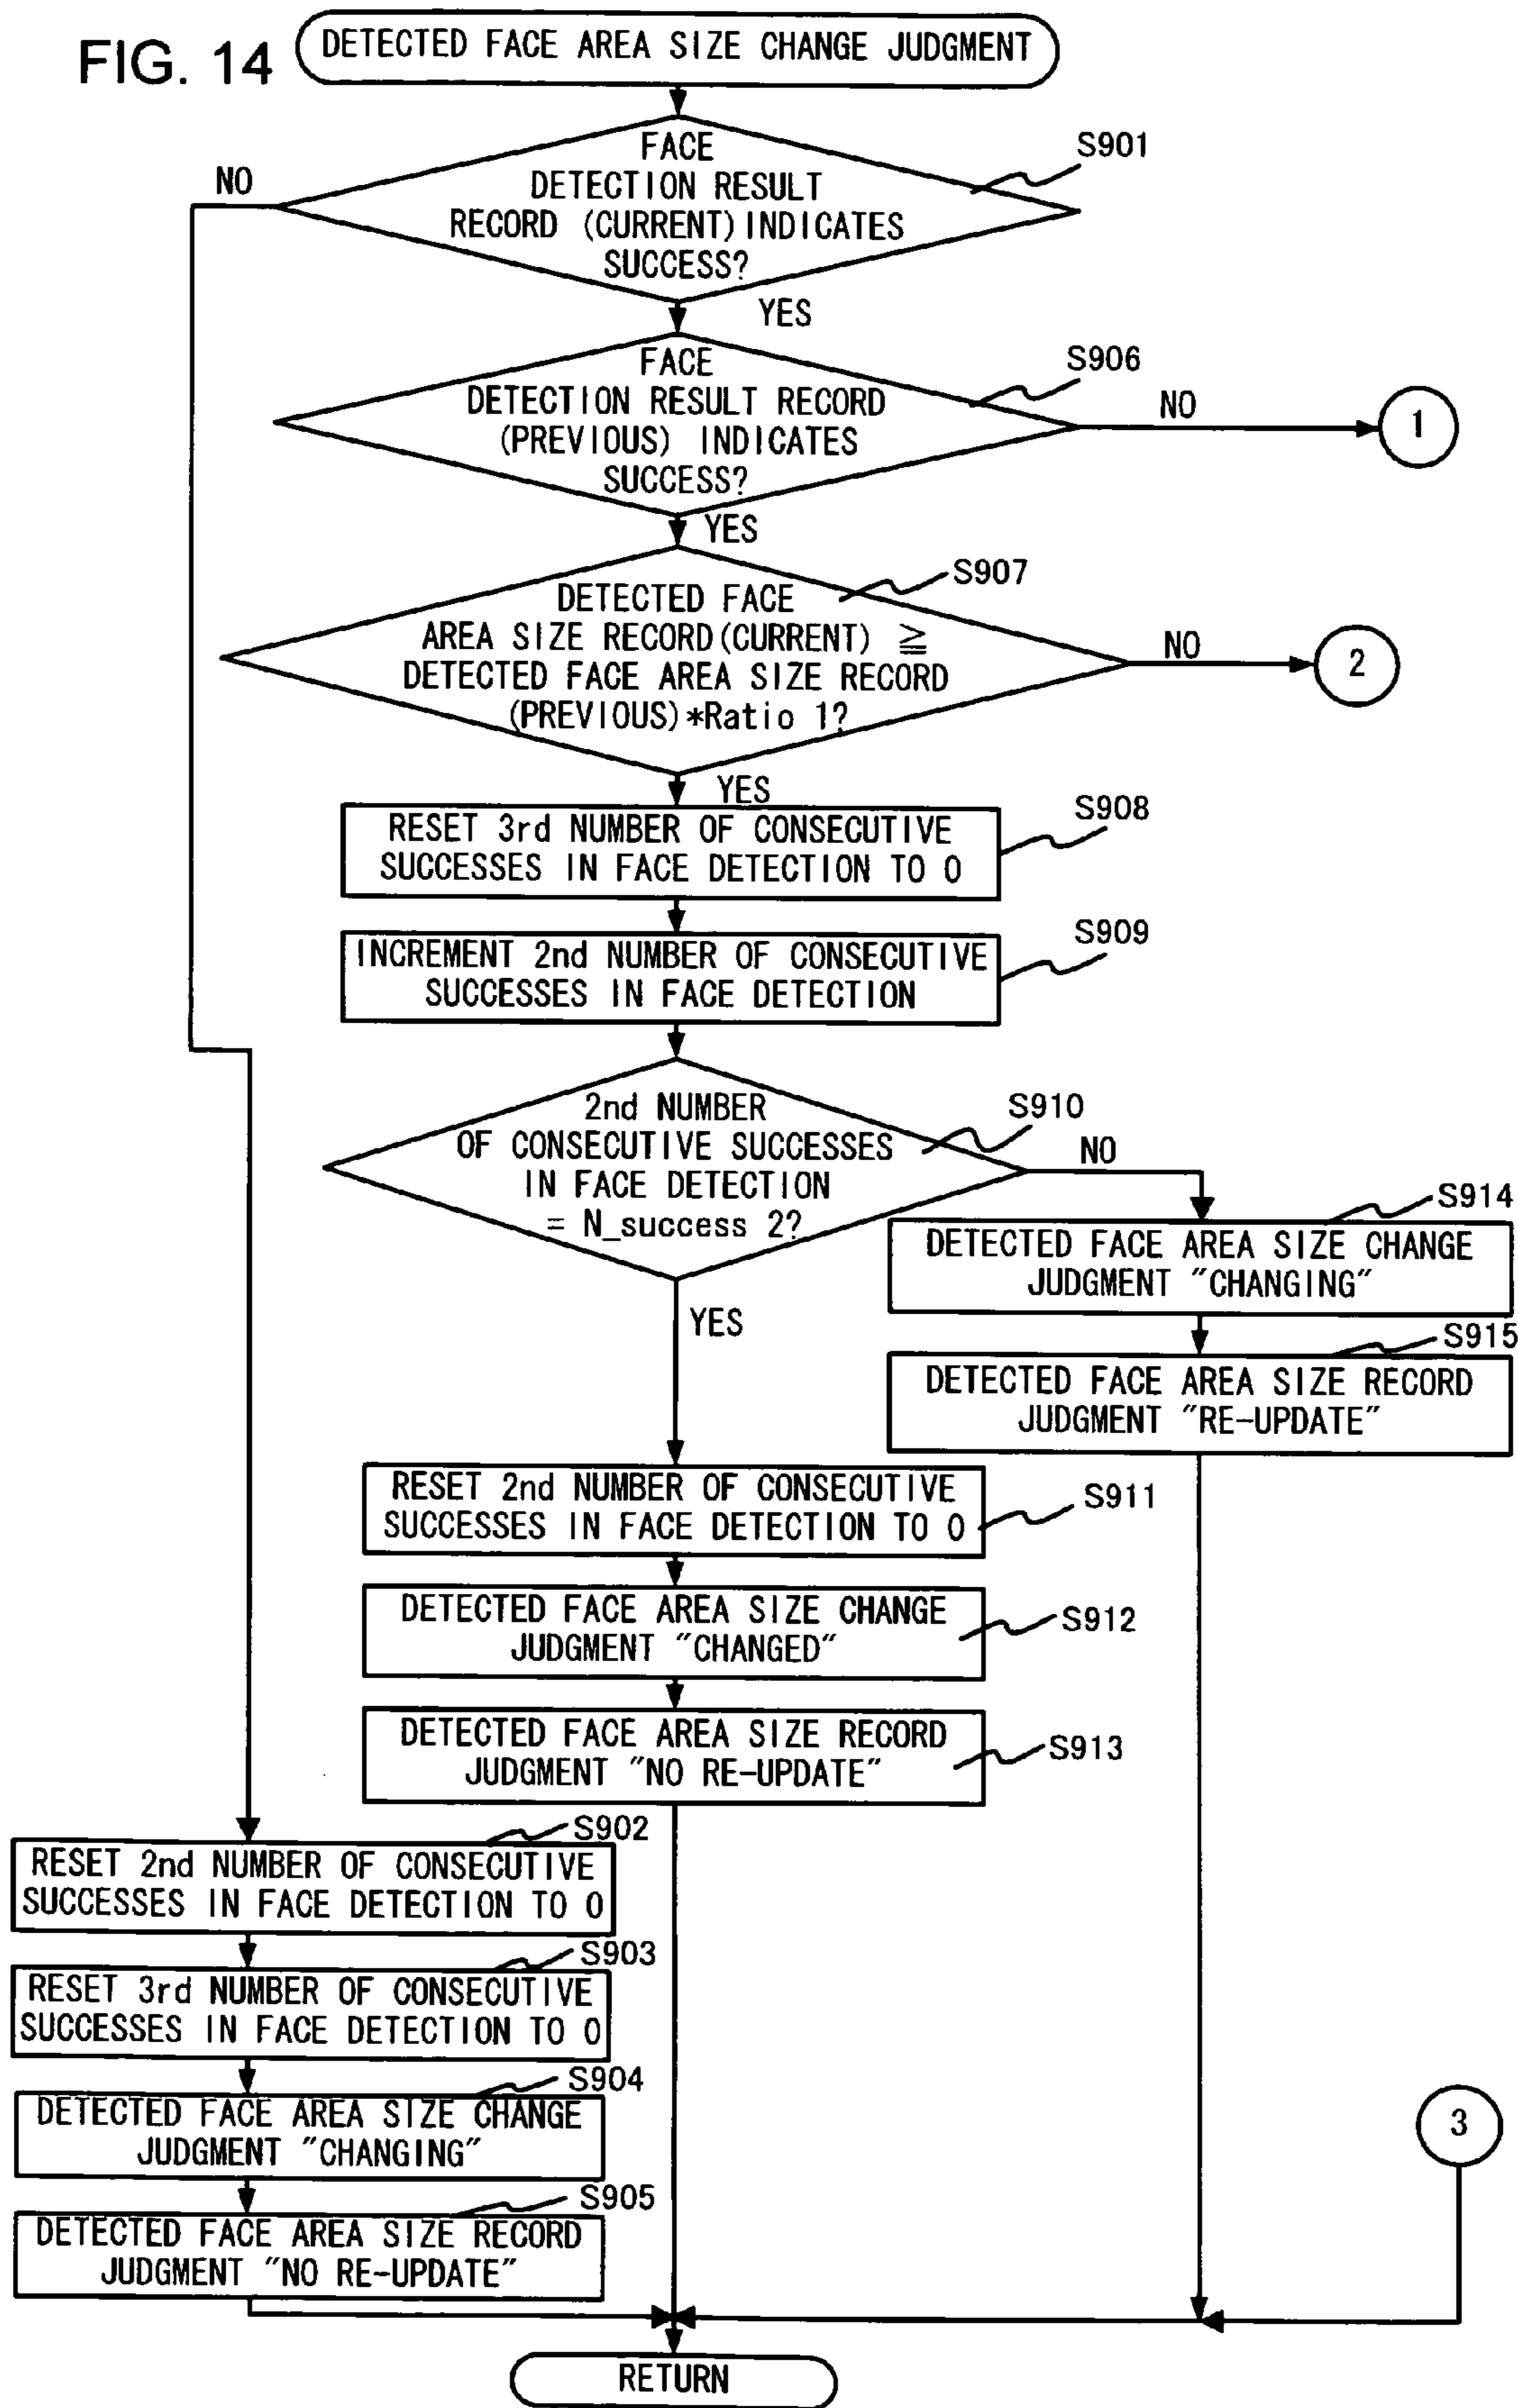 FIG. 14
DETECTED FACE AREA SIZE CHANGE JUDGMENT
FACE
DETECTION RESULT
RECORD (CURRENT) INDICATES
SUCCESS?
S901
NO
YES
FACE
DETECTION RESULT RECORD
(PREVIOUS) INDICATES
SUCCESS?
S906
NO
1
YES
DETECTED FACE
AREA SIZE RECORD (CURRENT) ≧
DETECTED FACE AREA SIZE RECORD
(PREVIOUS)*Ratio 1?
S907
NO
2
YES
RESET 3rd NUMBER OF CONSECUTIVE
SUCCESSES IN FACE DETECTION TO 0
S908
INCREMENT 2nd NUMBER OF CONSECUTIVE
SUCCESSES IN FACE DETECTION
S909
2nd NUMBER
OF CONSECUTIVE SUCCESSES
IN FACE DETECTION
= N_success 2?
S910
NO
S914
DETECTED FACE AREA SIZE CHANGE
JUDGMENT "CHANGING"
S915
DETECTED FACE AREA SIZE RECORD
JUDGMENT "RE-UPDATE"
YES
RESET 2nd NUMBER OF CONSECUTIVE
SUCCESSES IN FACE DETECTION TO 0
S911
DETECTED FACE AREA SIZE CHANGE
JUDGMENT "CHANGED"
S912
DETECTED FACE AREA SIZE RECORD
JUDGMENT "NO RE-UPDATE"
S913
S902
RESET 2nd NUMBER OF CONSECUTIVE
SUCCESSES IN FACE DETECTION TO 0
S903
RESET 3rd NUMBER OF CONSECUTIVE
SUCCESSES IN FACE DETECTION TO 0
S904
DETECTED FACE AREA SIZE CHANGE
JUDGMENT "CHANGING"
S905
DETECTED FACE AREA SIZE RECORD
JUDGMENT "NO RE-UPDATE"
3
RETURN